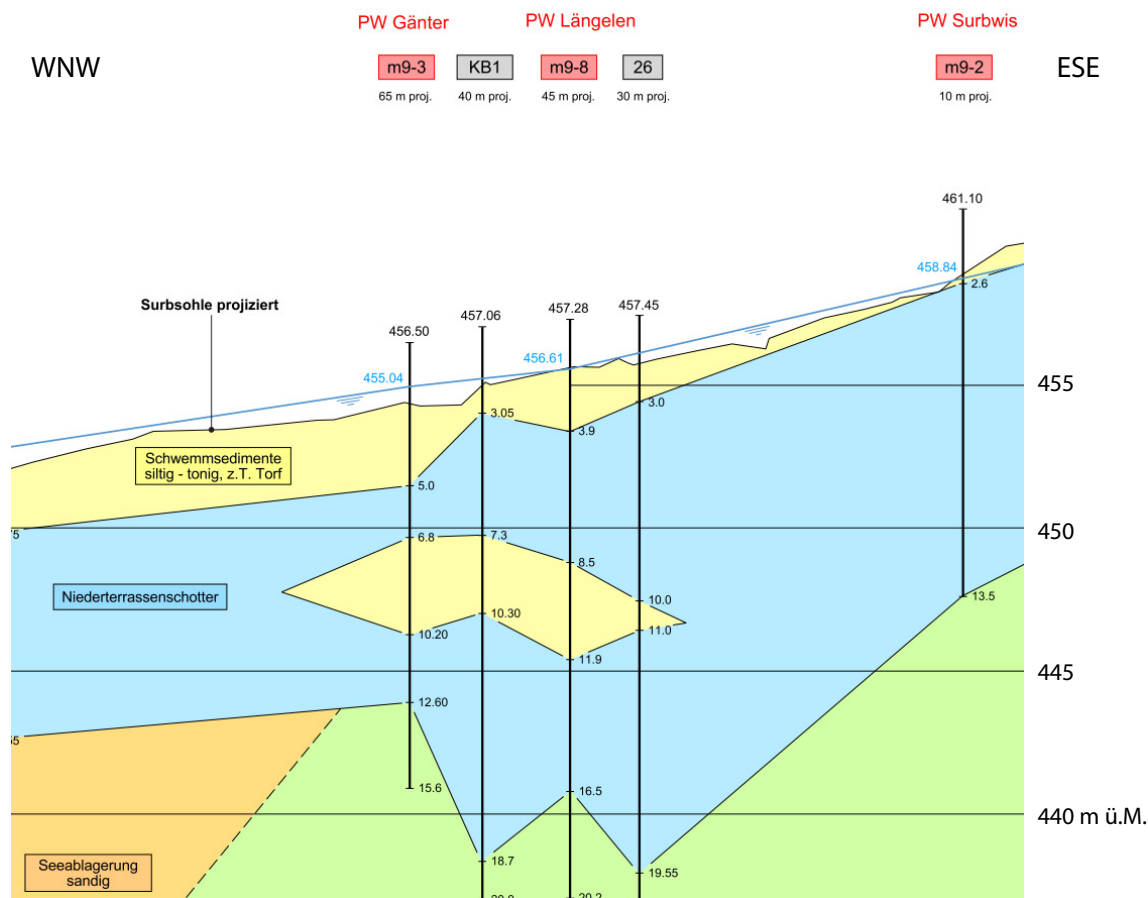 PW Gänter
PW Längelen
PW Surbwis
WNW
m9-3
KB1
m9-8
26
m9-2
ESE
65 m proj.
40 m proj.
45 m proj.
30 m proj.
10 m proj.
461.10
458.84
2.6
Surbsohle projiziert
456.50
457.06
457.28
457.45
455.04
456.61
455
3.05
3.9
3.0
Schwemmsedimente
siltig - tonig, z.T. Torf
5.0
450
6.8
7.3
8.5
Niederterrassenschotter
10.0
13.5
10.20
10.30
11.0
11.9
445
12.60
15.6
16.5
440 m ü.M.
18.7
19.55
Seeablagerung
sandig